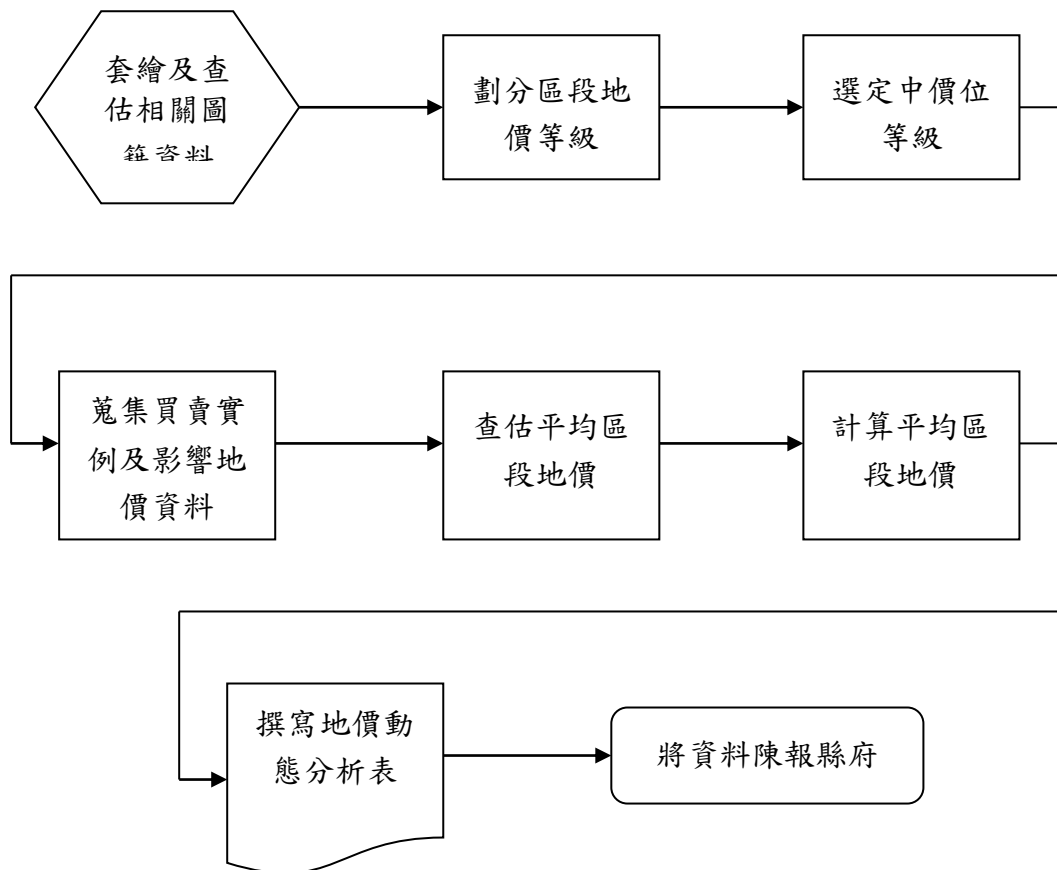 套繪及查
估相關圖
籍資料
劃分區段地
價等級
選定中價位
等級
蒐集買賣實
例及影響地
價資料
查估平均區
段地價
計算平均區
段地價
撰寫地價動
態分析表
將資料陳報縣府